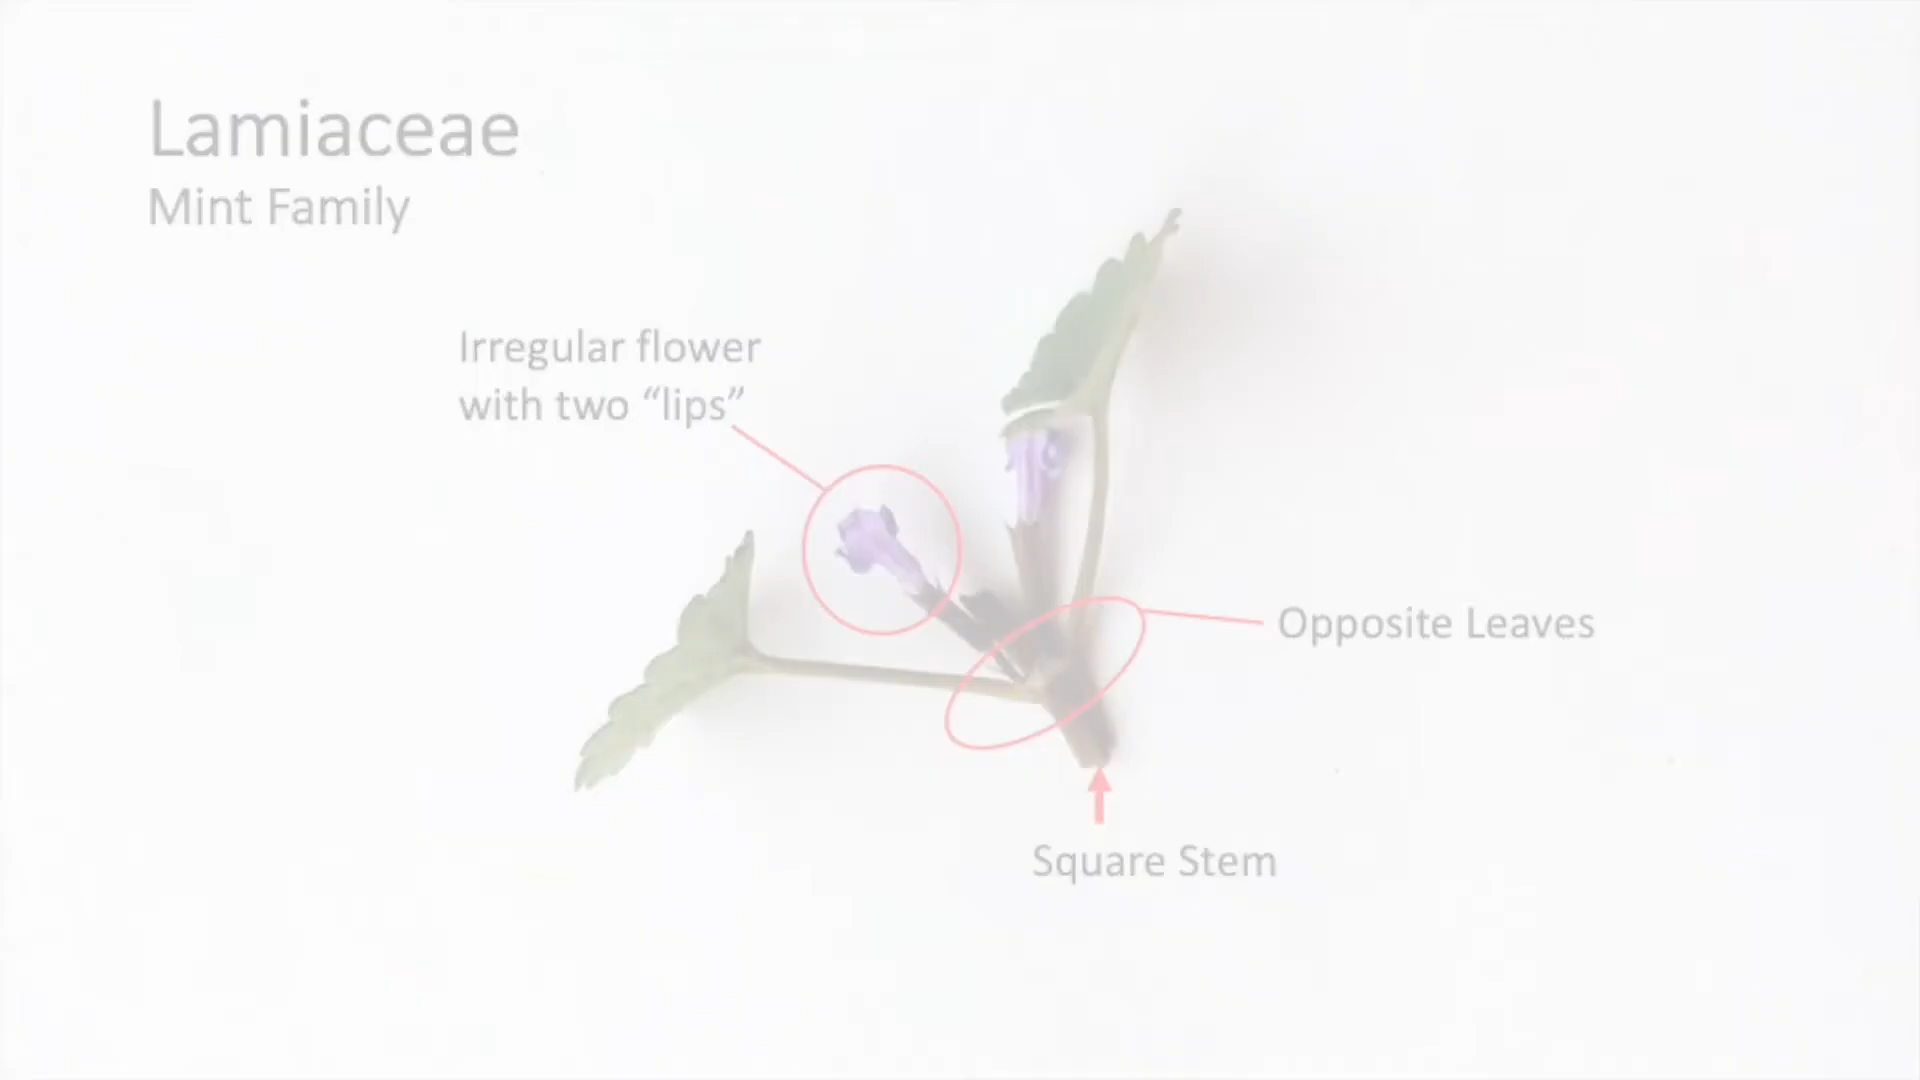 Lamiaceae
Mint Family
Irregular flower
with two “lips”
Opposite Leaves
Square Stem